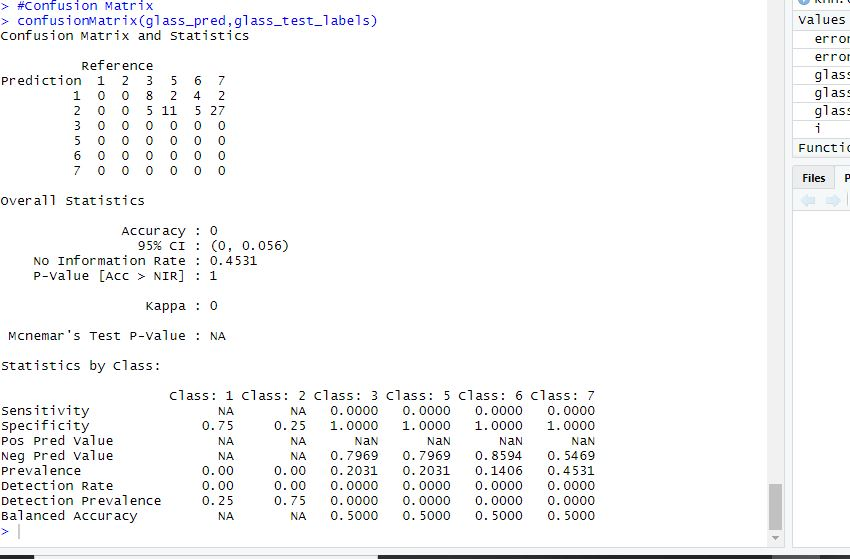 > #Confusion Matrix
> confusionMatrix(glass_pred,glass_test_labels)
Confusion Matrix and Statistics
Reference
Prediction 1 2 3 5 6 7
1 0 0 8 2 4 2
2 0 0 5 11 5 27
3 0 0 0 0 0 0
5 0 0 0 0 0 0
6 0 0 0 0 0 0
7 0 0 0 0 0 0
Overall Statistics
Accuracy : 0
95% CI : (0, 0.056)
No Information Rate : 0.4531
P-Value [Acc > NIR] : 1
Kappa : 0
Mcnemar's Test P-Value : NA
Statistics by Class:
Class: 1 Class: 2 Class: 3 Class: 5 Class: 6 Class: 7
Sensitivity NA NA 0.0000 0.0000 0.0000 0.0000
Specificity 0.75 0.25 1.0000 1.0000 1.0000 1.0000
Pos Pred Value NA NA NaN NaN NaN NaN
Neg Pred Value NA NA 0.7969 0.7969 0.8594 0.5469
Prevalence 0.00 0.00 0.2031 0.2031 0.1406 0.4531
Detection Rate 0.00 0.00 0.0000 0.0000 0.0000 0.0000
Detection Prevalence 0.25 0.75 0.0000 0.0000 0.0000 0.0000
Balanced Accuracy NA NA 0.5000 0.5000 0.5000 0.5000
>
Values
error
error
glass
glass
glass
i
Functio
Files P